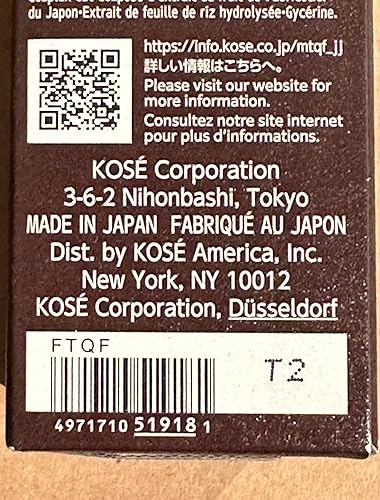 du Japon•Extrait de feuille de riz hydrolysée•Glycérine.
https://info.kose.co.jp/mtqf_jj
詳しい情報はこちらへ。
Please visit our website for
more information.
Consultez notre site internet
pour plus d'informations.
KOSÉ Corporation
3-6-2 Nihonbashi, Tokyo
MADE IN JAPAN FABRIQUÉ AU JAPON
Dist. by KOSÉ America, Inc.
New York, NY 10012
KOSÉ Corporation, Düsseldorf
FTQF
T2
4971710 51918 1